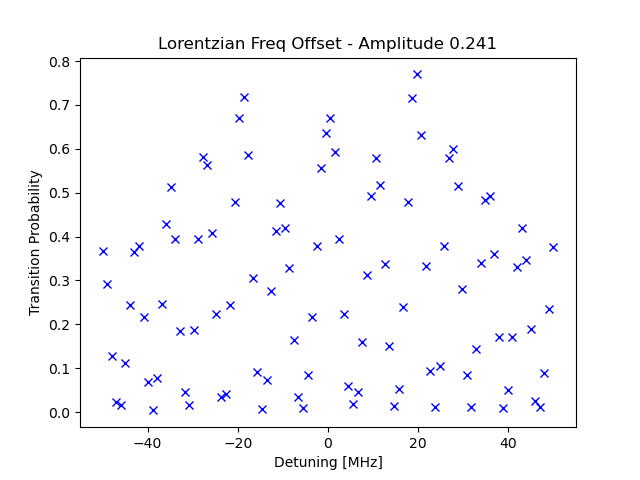 Lorentzian Freq Offset - Amplitude 0.241
0.8
0.7
0.6
0.5
0.4
0.3
0.2
0.1
0.0
Transition Probability
−40 −20 0 20 40
Detuning [MHz]